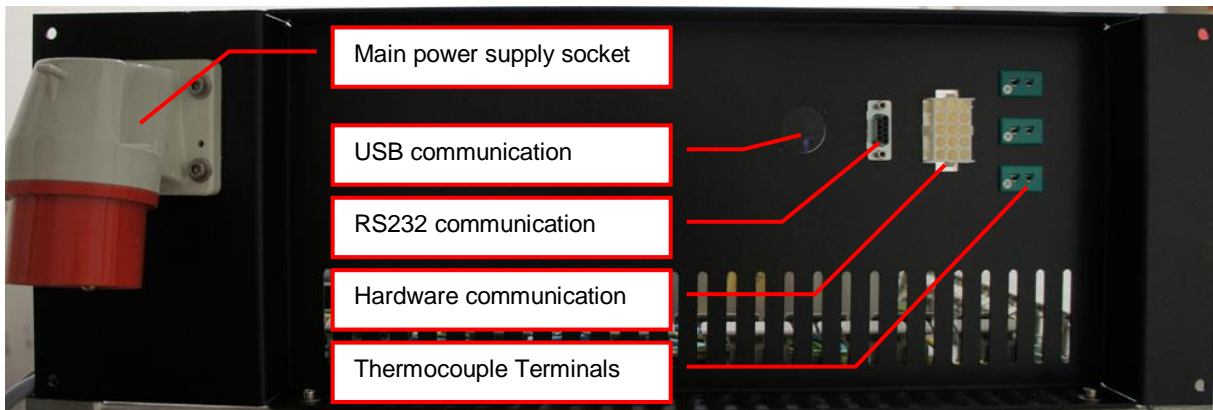 Main power supply socket
USB communication
RS232 communication
Hardware communication
Thermocouple Terminals